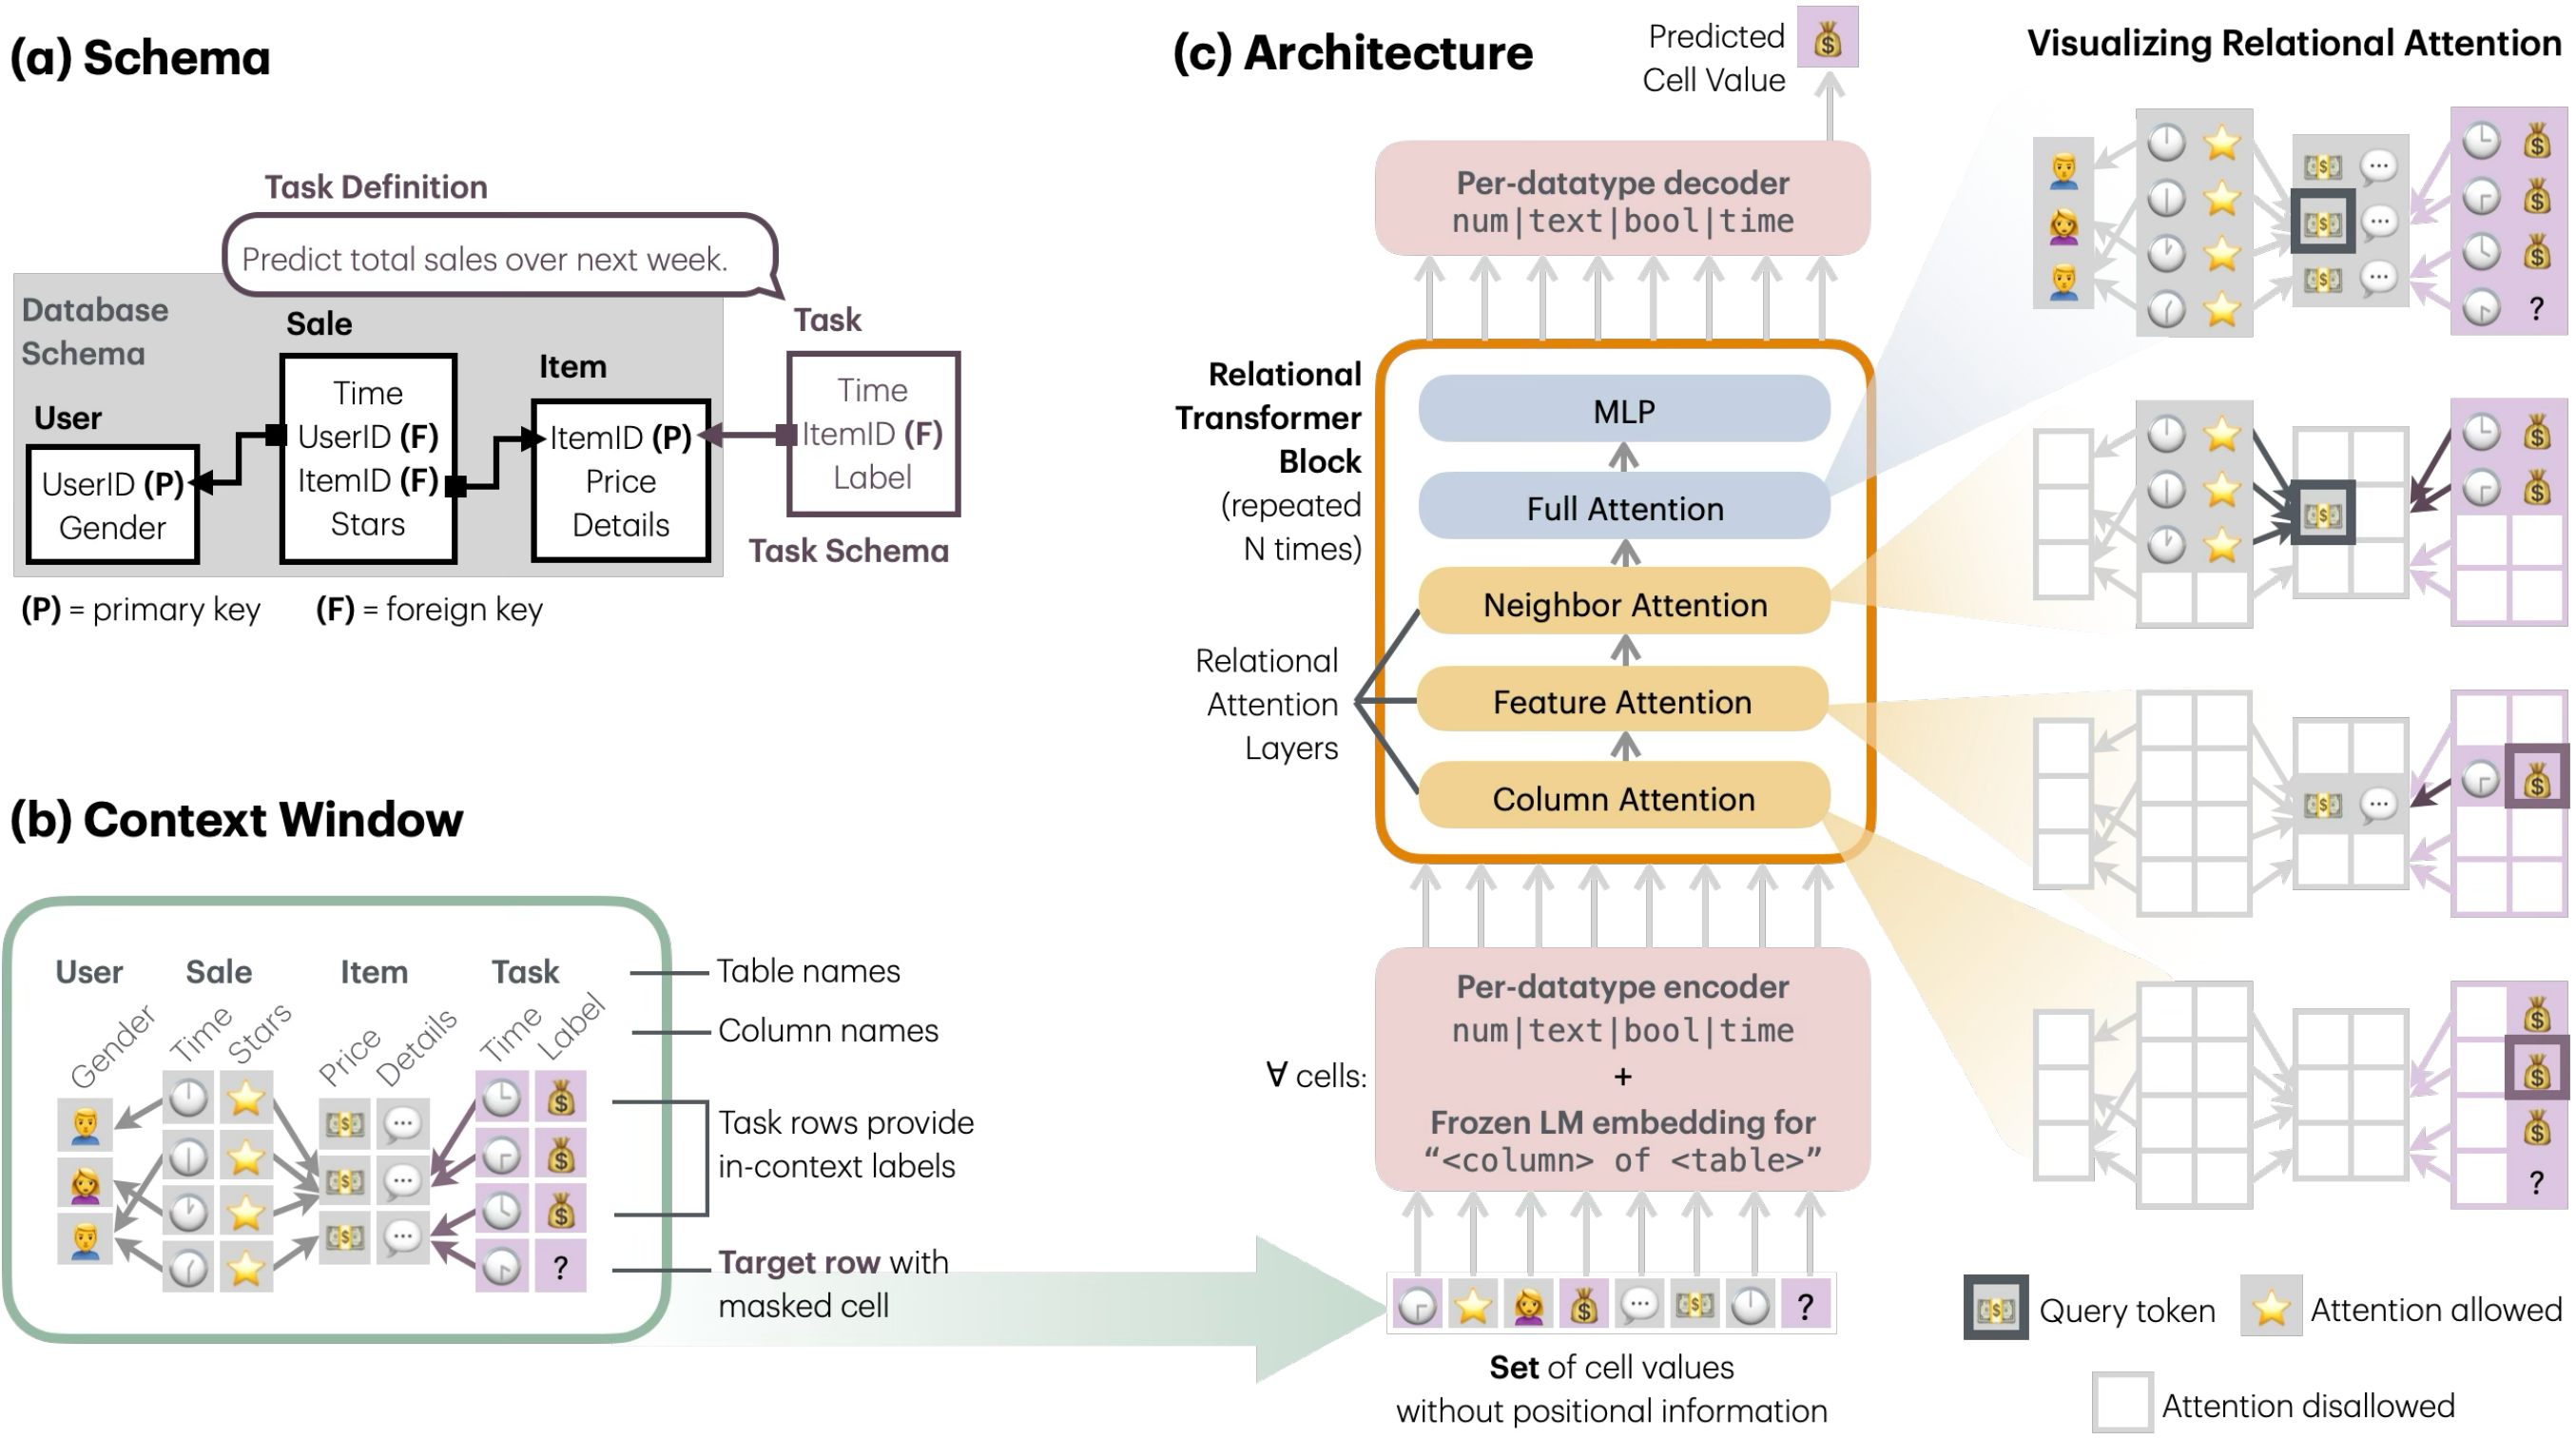 (a) Schema
Task Definition
Predict total sales over next week.
Database
Schema
User
UserID (P)
Gender
Sale
Time
UserID (F)
ItemID (F)
Stars
Item
ItemID (P)
Price
Details
Task
Time
ItemID (F)
Label
Task Schema
(P) = primary key
(F) = foreign key
(b) Context Window
User
Sale
Item
Task
Gender
Time
Stars
Price
Details
Time
Label
?
Table names
Column names
Task rows provide
in-context labels
Target row with
masked cell
(c) Architecture
Predicted
Cell Value
Per-datatype decoder
num|text|bool|time
Relational
Transformer
Block
(repeated
N times)
MLP
Full Attention
Neighbor Attention
Feature Attention
Column Attention
Relational
Attention
Layers
∀ cells:
Per-datatype encoder
num|text|bool|time
+
Frozen LM embedding for
“<column> of <table>”
?
Set of cell values
without positional information
Visualizing Relational Attention
?
?
Query token
Attention allowed
Attention disallowed